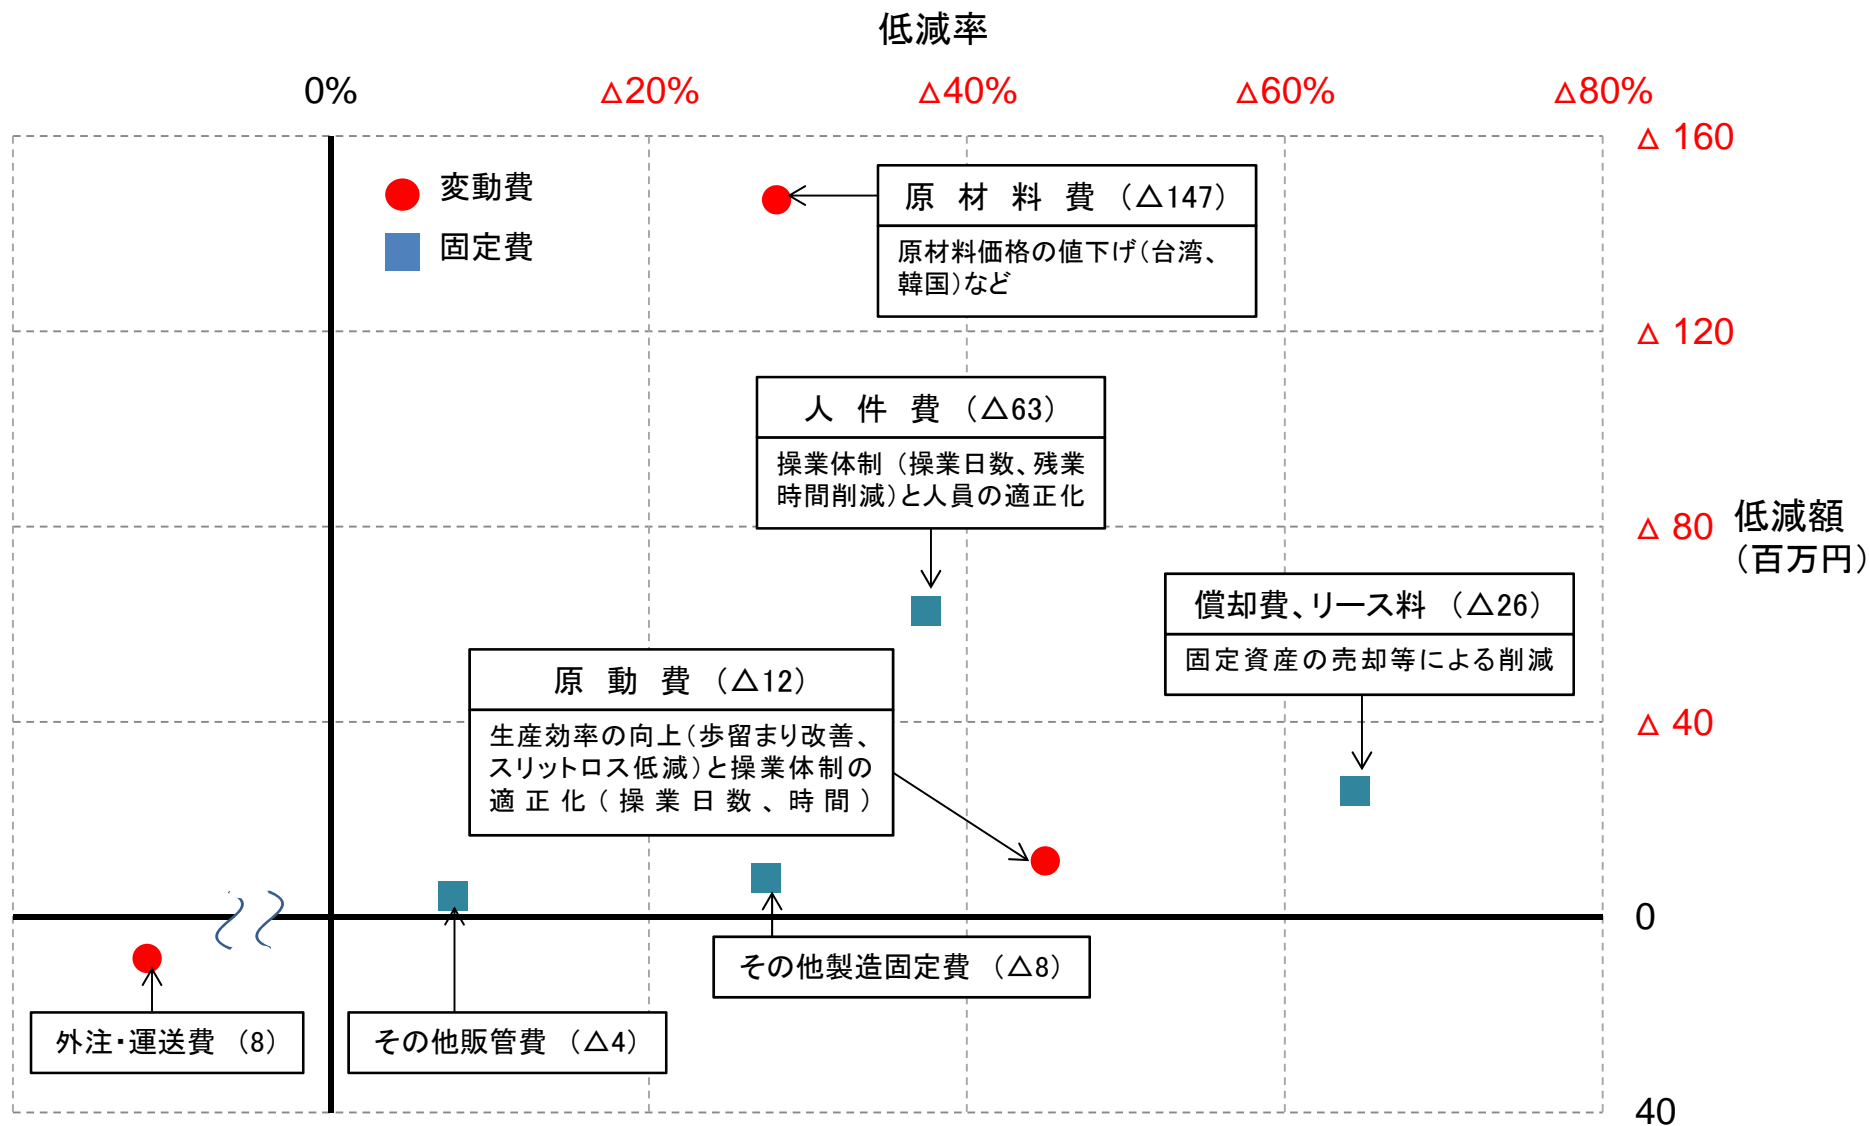 低減率
0%
△20%
△40%
△60%
△80%
△ 160
変動費
固定費
原 材 料 費 （△147）
原材料価格の値下げ（台湾、
韓国）など
△ 120
人 件 費 （△63）
操業体制（操業日数、残業
時間削減）と人員の適正化
△ 80
低減額
（百万円）
償却費、リース料 （△26）
固定資産の売却等による削減
原 動 費 （△12）
生産効率の向上（歩留まり改善、
スリットロス低減）と操業体制の
適正化（操業日数、時間）
△ 40
0
その他製造固定費 （△8）
外注・運送費 （8）
その他販管費 （△4）
40